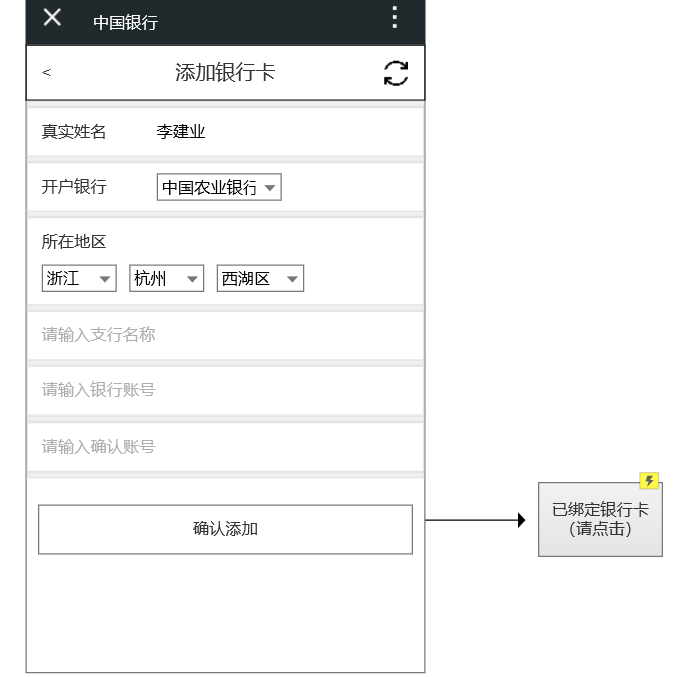 中国银行
< 添加银行卡
真实姓名 李建业
开户银行 中国农业银行
所在地区
浙江 杭州 西湖区
请输入支行名称
请输入银行账号
请输入确认账号
确认添加
已绑定银行卡
(请点击)